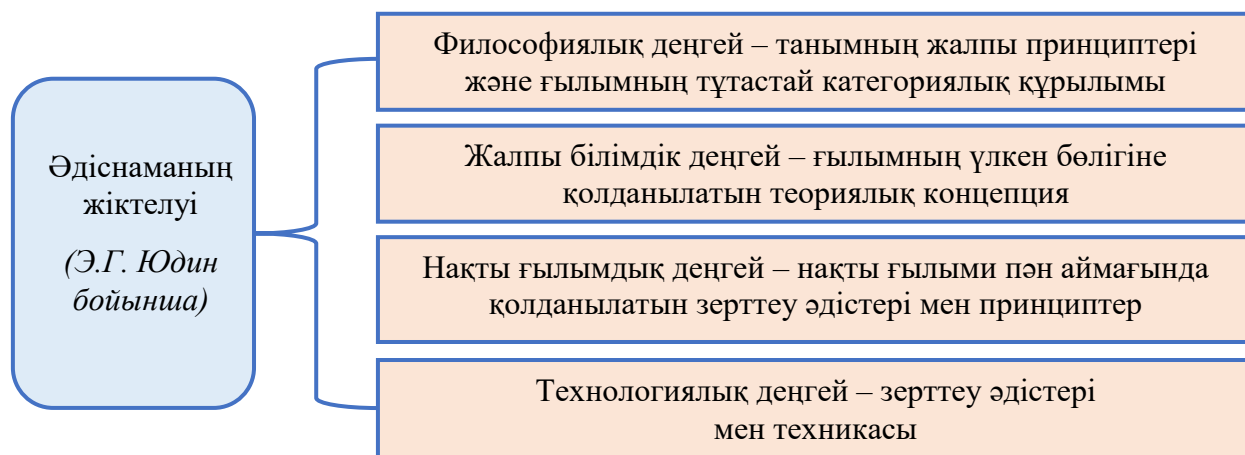 Әдіснаманың
жіктелуі
(Э.Г. Юдин
бойынша)
Философиялық деңгей – танымның жалпы принциптері
және ғылымның тұтастай категориялық құрылымы
Жалпы білімдік деңгей – ғылымның үлкен бөлігіне
қолданылатын теориялық концепция
Нақты ғылымдық деңгей – нақты ғылыми пән аймағында
қолданылатын зерттеу әдістері мен принциптер
Технологиялық деңгей – зерттеу әдістері
мен техникасы